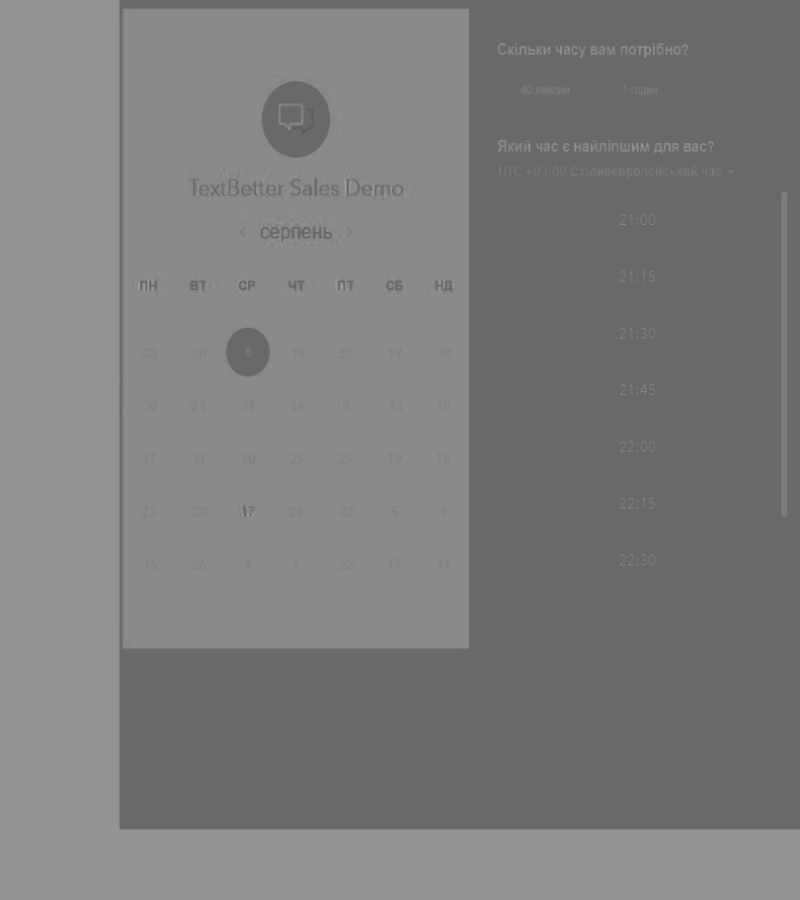 TextBetter Sales Demo
‹ серпень ›
ПН ВТ СР ЧТ ПТ СБ НД
28 20 6 13 30 19 13
20 24 31 14 8 13 10
17 31 20 25 25 19 16
23 20 17 24 22 5 3
15 26 4 1 22 17 17
Скільки часу вам потрібно?
40 хвилин 1 годин
Який час є найліпшим для вас?
UTC +03:00 Східноєвропейський час
21:00
21:15
21:30
21:45
22:00
22:15
22:30